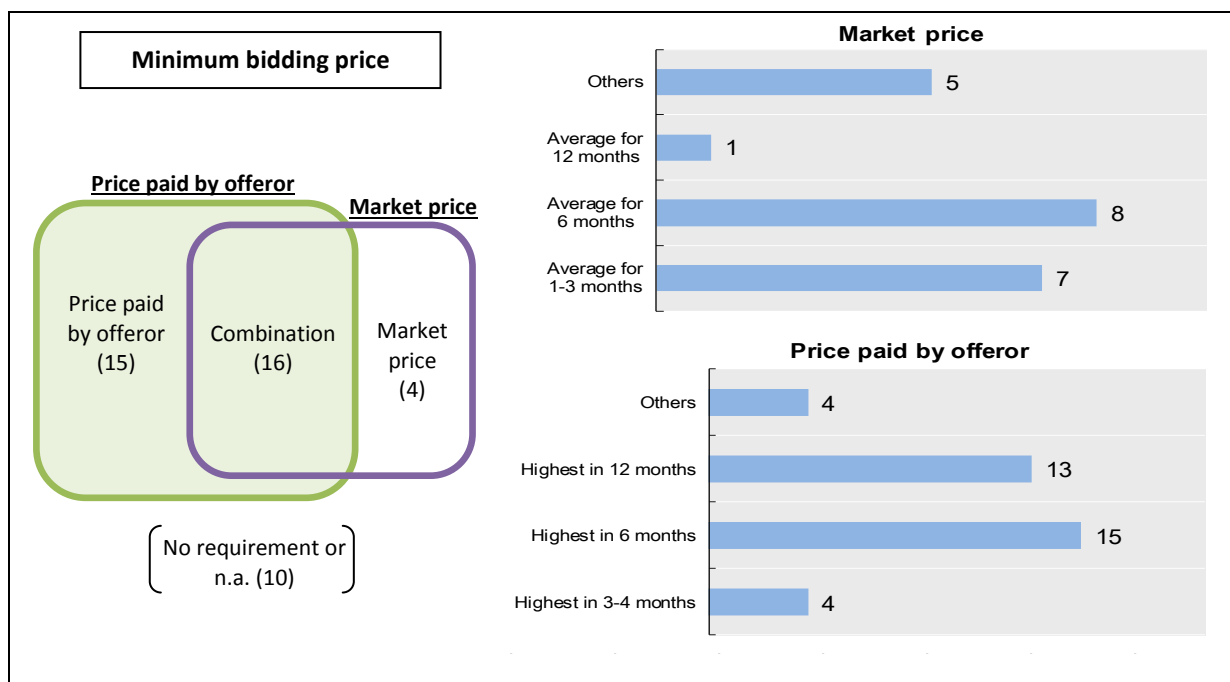 Minimum bidding price
Price paid by offeror
Market price
Price paid
by offeror
(15)
Combination
(16)
Market
price
(4)
No requirement or
n.a. (10)
Market price
Others
5
Average for
12 months
1
Average for
6 months
8
Average for
1-3 months
7
Price paid by offeror
Others
4
Highest in 12 months
13
Highest in 6 months
15
Highest in 3-4 months
4